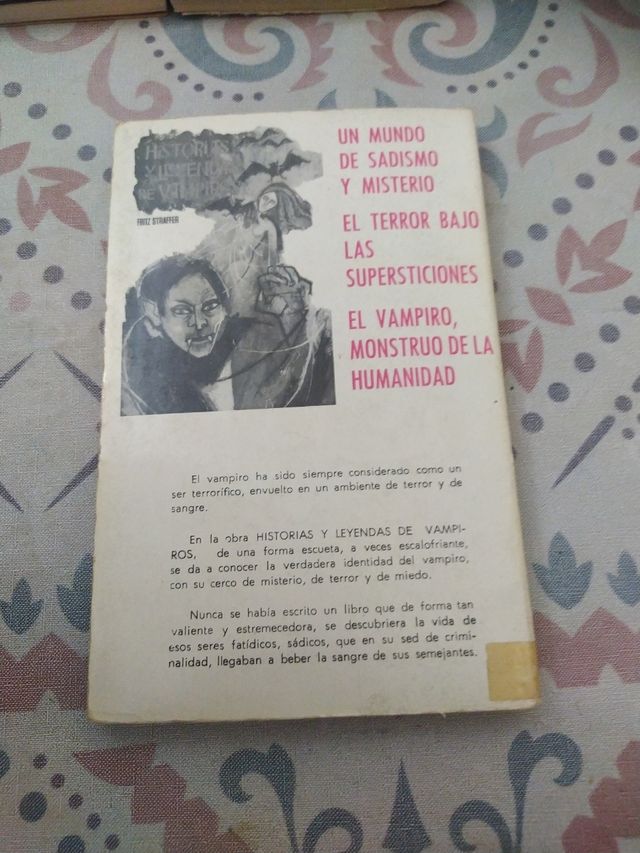 HISTORIAS
Y LEYENDAS
DE VAMPIROS
FRITZ STRAFFER
UN MUNDO
DE SADISMO
Y MISTERIO
EL TERROR BAJO
LAS
SUPERSTICIONES
EL VAMPIRO,
MONSTRUO DE LA
HUMANIDAD
El vampiro ha sido siempre considerado como un
ser terrorífico, envuelto en un ambiente de terror y de
sangre.
En la obra HISTORIAS Y LEYENDAS DE VAMPI-
ROS, de una forma escueta, a veces escalofriante,
se da a conocer la verdadera identidad del vampiro,
con su cerco de misterio, de terror y de miedo.
Nunca se había escrito un libro que de forma tan
valiente y estremecedora, se descubriera la vida de
esos seres fatídicos, sádicos, que en su sed de crimi-
nalidad, llegaban a beber la sangre de sus semejantes.